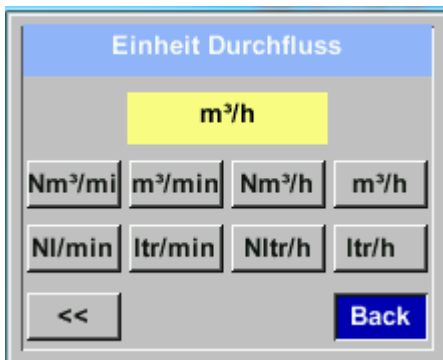 Einheit Durchfluss
m³/h
Nm³/mi m³/min Nm³/h m³/h
Nl/min ltr/min Nltr/h ltr/h
<< Back